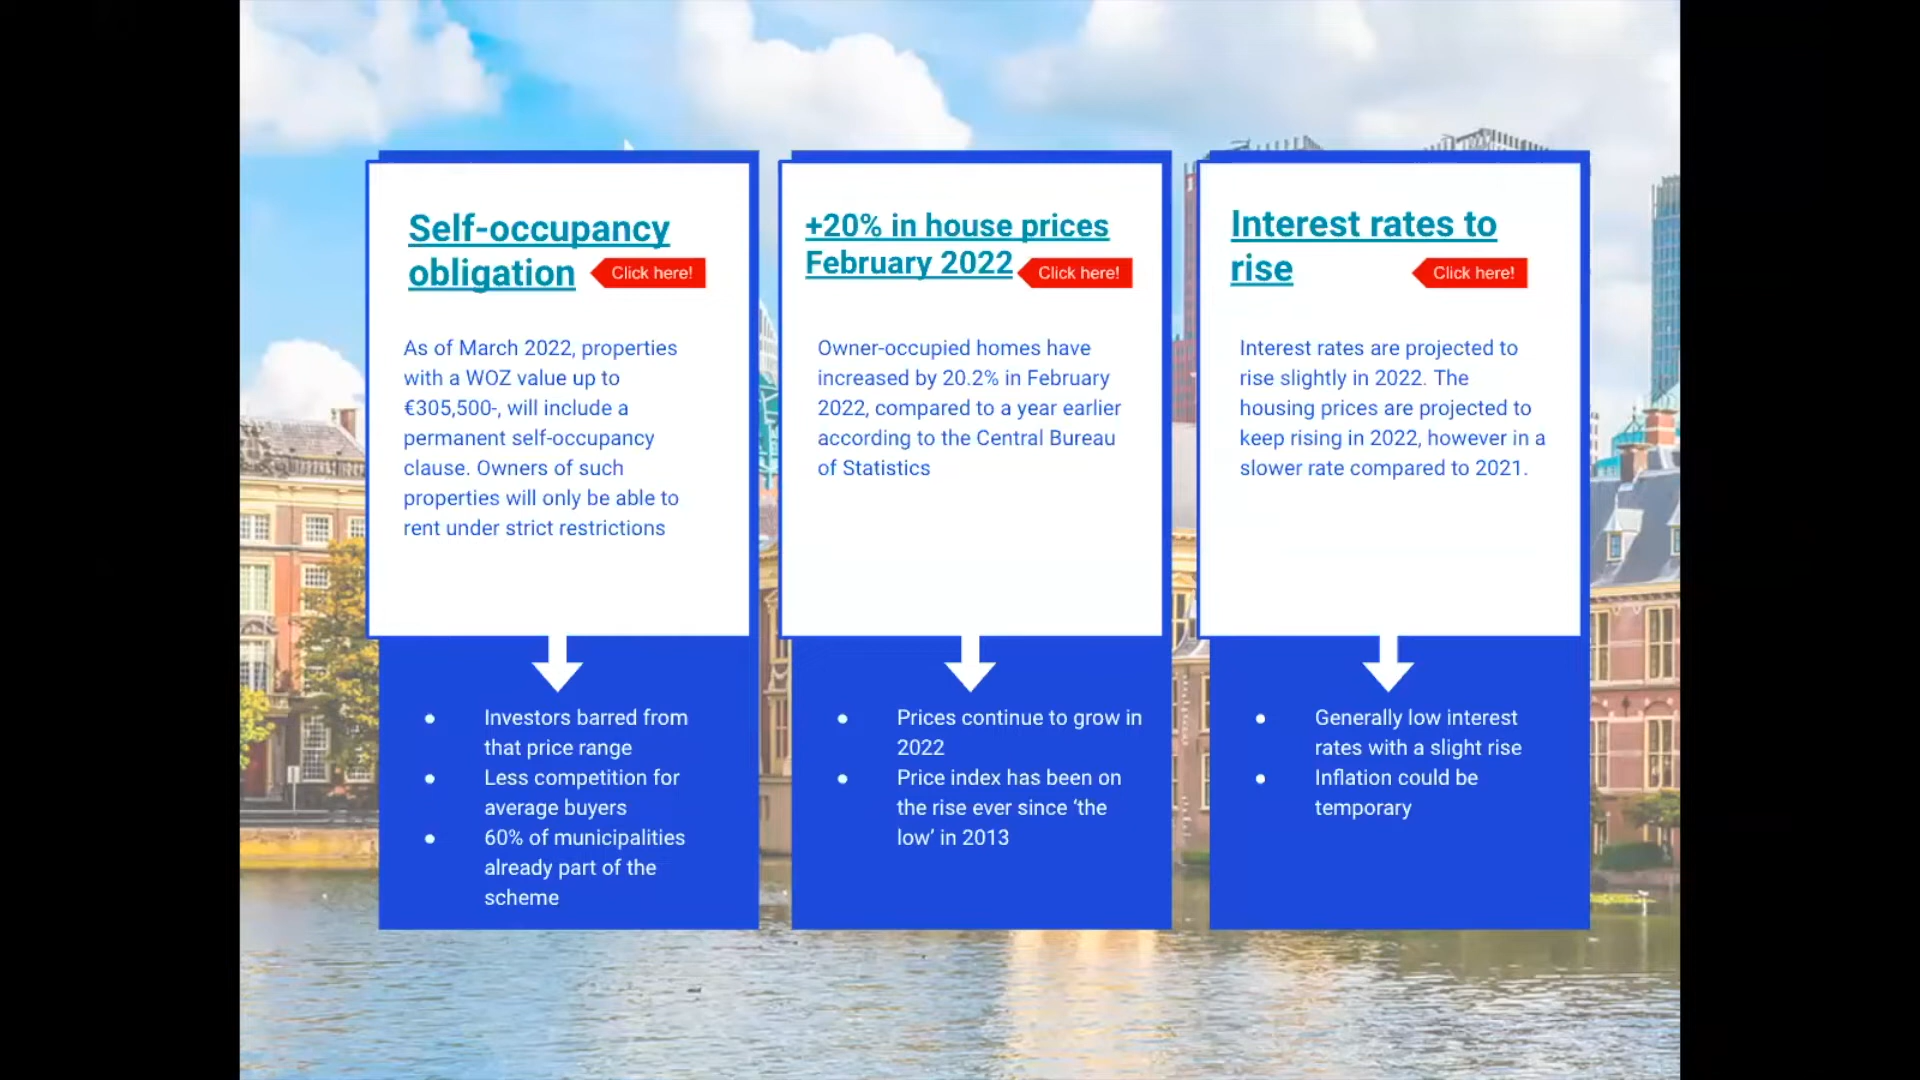 Self-occupancy
obligation
Click here!
As of March 2022, properties
with a WOZ value up to
€305,500-, will include a
permanent self-occupancy
clause. Owners of such
properties will only be able to
rent under strict restrictions
Investors barred from
that price range
Less competition for
average buyers
60% of municipalities
already part of the
scheme
+20% in house prices
February 2022
Click here!
Owner-occupied homes have
increased by 20.2% in February
2022, compared to a year earlier
according to the Central Bureau
of Statistics
Prices continue to grow in
2022
Price index has been on
the rise ever since ‘the
low’ in 2013
Interest rates to
rise
Click here!
Interest rates are projected to
rise slightly in 2022. The
housing prices are projected to
keep rising in 2022, however in a
slower rate compared to 2021.
Generally low interest
rates with a slight rise
Inflation could be
temporary